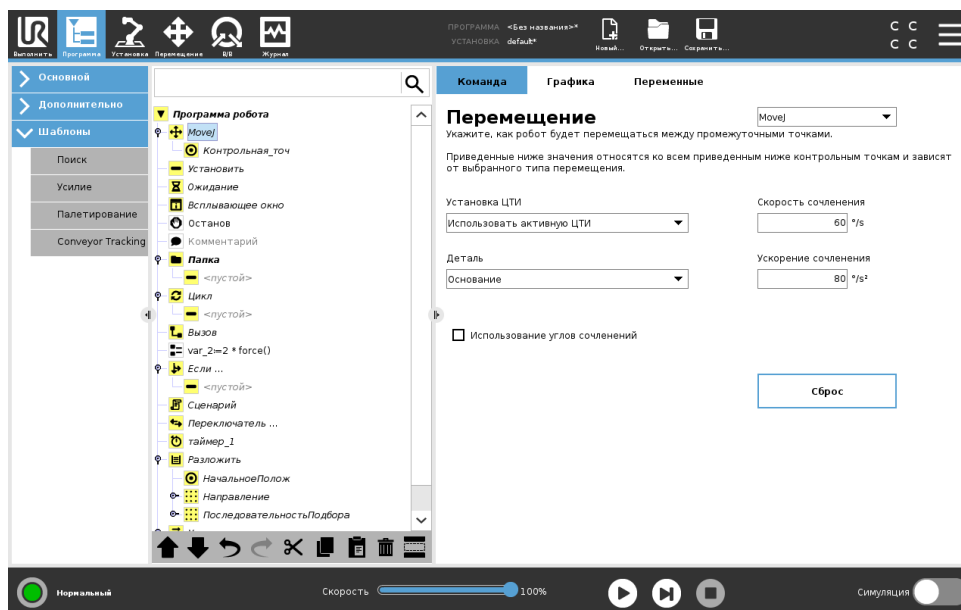 ПРОГРАММА <Без названия>*
УСТАНОВКА default*
Выполнить
Программа
Установка
Перемещение
В/В
Журнал
Новый...
Открыть...
Сохранить...
C C
C C
Основной
Дополнительно
Шаблоны
Поиск
Усилие
Палетирование
Conveyor Tracking
Программа робота
MoveJ
Контрольная_точ
Установить
Ожидание
Всплывающее окно
Останов
Комментарий
Папка
<пустой>
Цикл
<пустой>
Вызов
var_2≔2 * force()
Если ...
<пустой>
Сценарий
Переключатель ...
таймер_1
Разложить
НачальноеПолож
Направление
ПоследовательностьПодбора
Команда
Графика
Переменные
Перемещение
MoveJ
Укажите, как робот будет перемещаться между промежуточными точками.
Приведенные ниже значения относятся ко всем приведенным ниже контрольным точкам и зависят
от выбранного типа перемещения.
Установка ЦТИ
Скорость сочленения
Использовать активную ЦТИ
60 °/s
Деталь
Ускорение сочленения
Основание
80 °/s²
Использование углов сочленений
Сброс
Нормальный
Скорость
100%
Симуляция